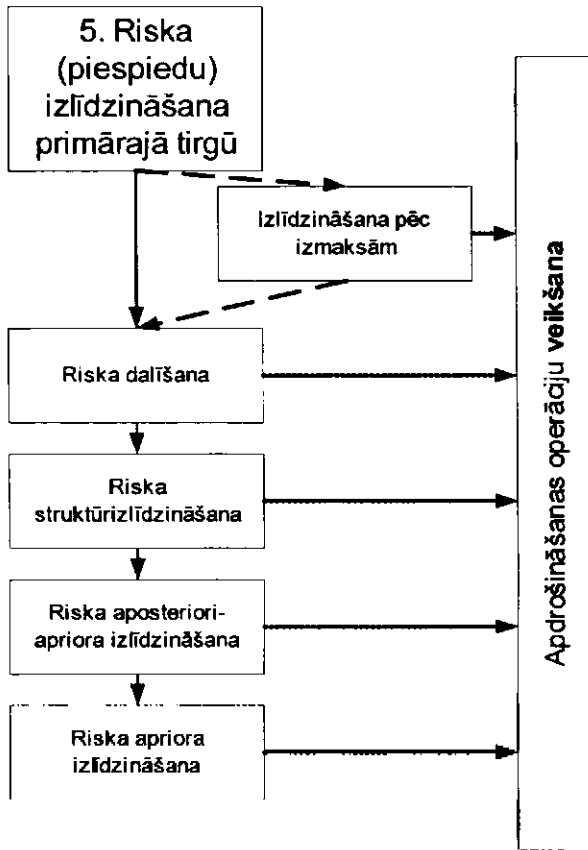 5. Riska
(piespiedu)
izlīdzināšana
primārajā tirgū
Izlīdzināšana pēc
izmaksām
Riska dalīšana
Riska
struktūrizlīdzināšana
Riska aposteriori-
apriora izlīdzināšana
Riska apriora
izlīdzināšana
Apdrošināšanas operāciju veikšana